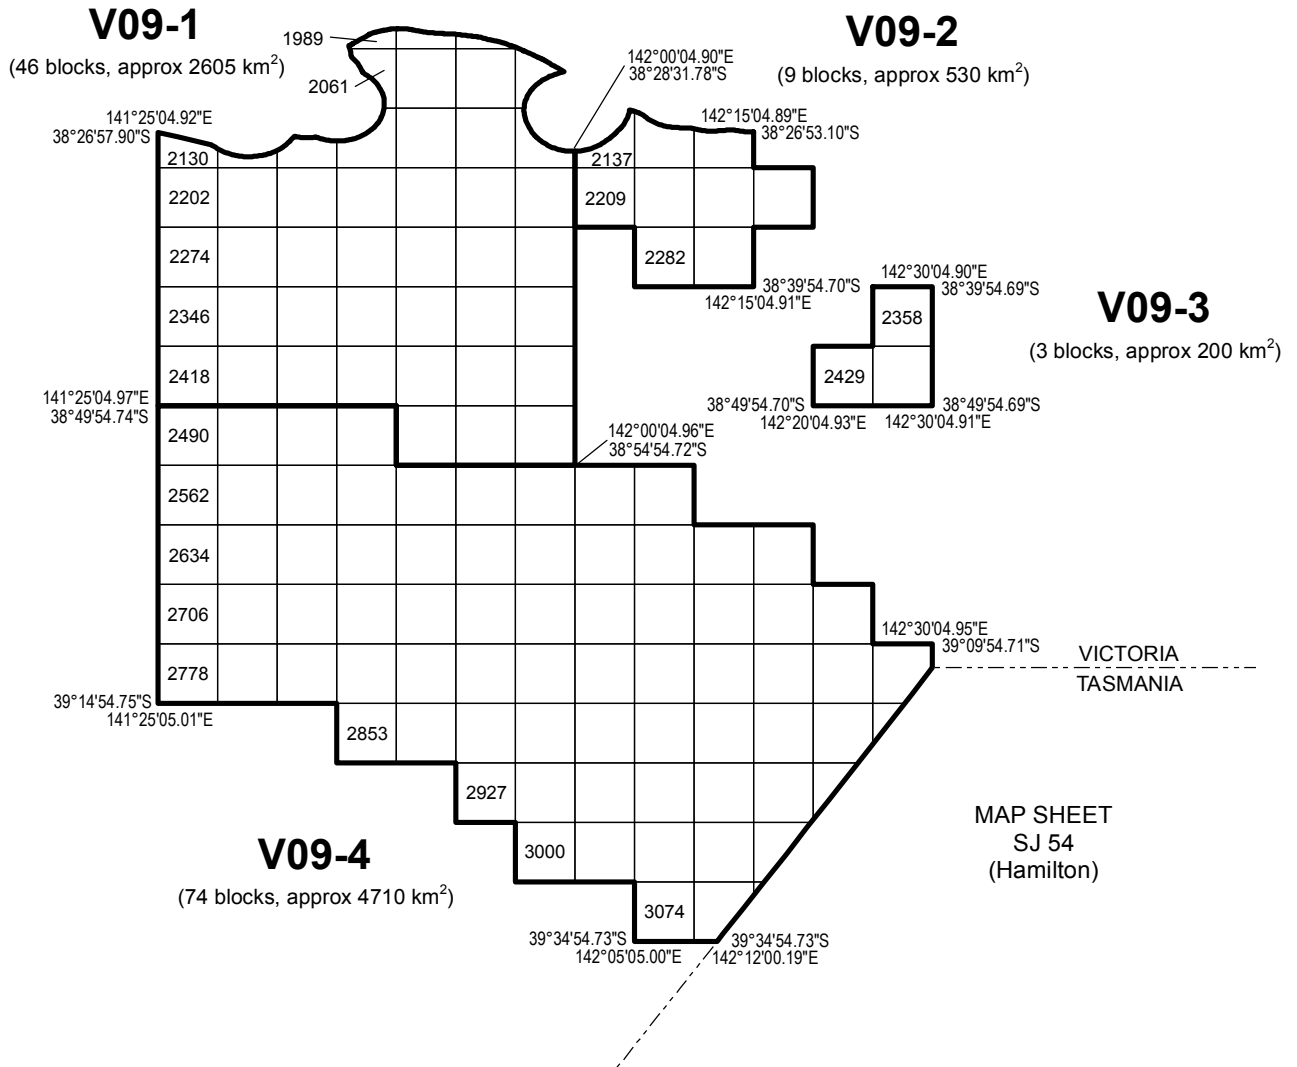 V09-1
(46 blocks, approx 2605 km²)
1989
2061
142°00'04.90"E
38°28'31.78"S
V09-2
(9 blocks, approx 530 km²)
141°25'04.92"E
38°26'57.90"S
142°15'04.89"E
38°26'53.10"S
2130
2137
2202
2209
2274
2282
38°39'54.70"S
142°15'04.91"E
142°30'04.90"E
38°39'54.69"S
V09-3
(3 blocks, approx 200 km²)
2346
2358
2418
2429
141°25'04.97"E
38°49'54.74"S
38°49'54.70"S
142°20'04.93"E
38°49'54.69"S
142°30'04.91"E
2490
142°00'04.96"E
38°54'54.72"S
2562
2634
2706
142°30'04.95"E
39°09'54.71"S
VICTORIA
TASMANIA
2778
39°14'54.75"S
141°25'05.01"E
2853
2927
MAP SHEET
SJ 54
(Hamilton)
V09-4
(74 blocks, approx 4710 km²)
3000
3074
39°34'54.73"S
142°05'05.00"E
39°34'54.73"S
142°12'00.19"E